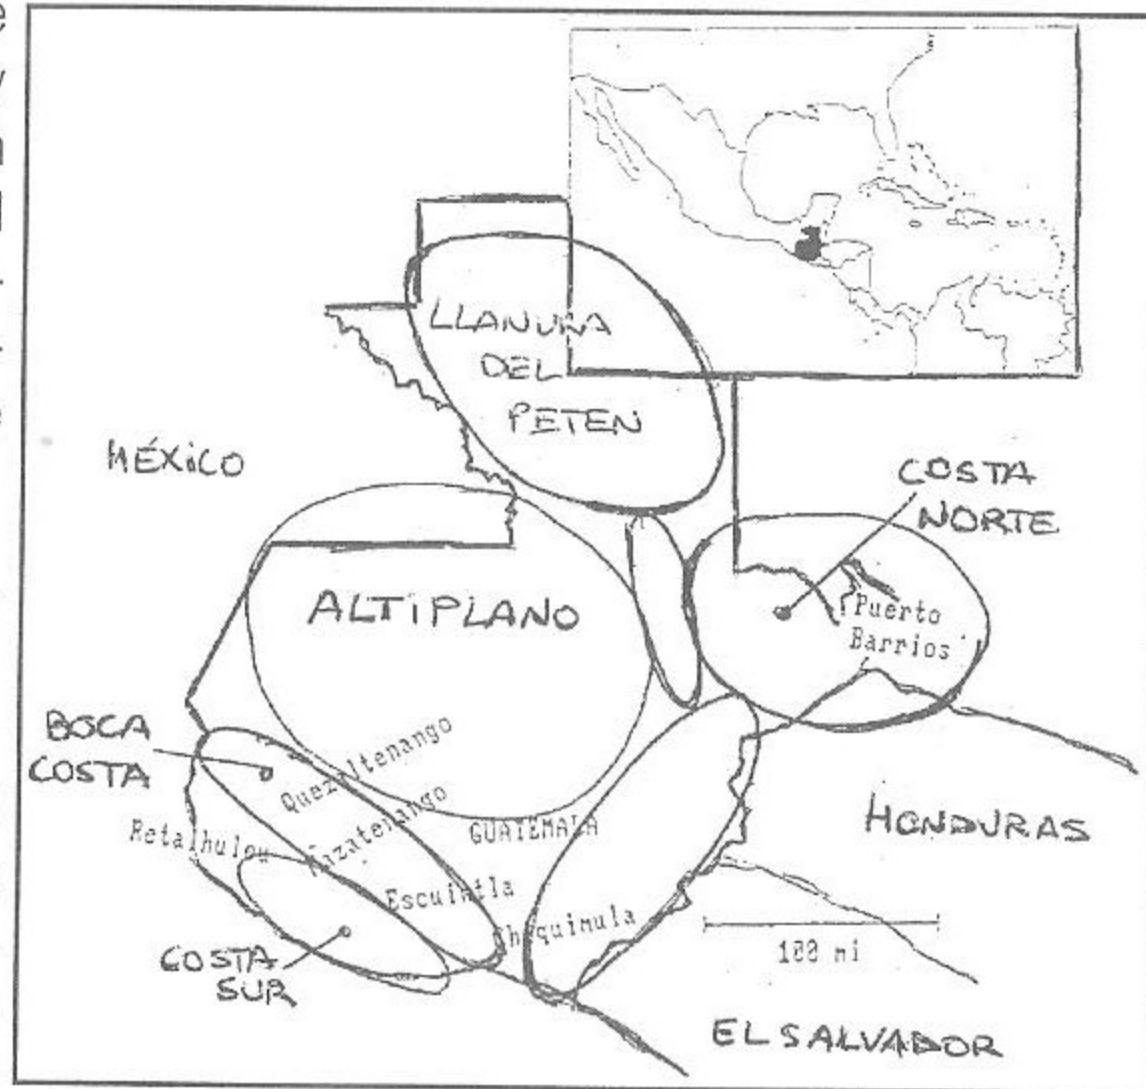 LLANURA
DEL
PETEN
MÉXICO
COSTA
NORTE
ALTIPLANO
Puerto
Barrios
BOCA
COSTA
Quezaltenango
Mazatenango
GUATEMALA
HONDURAS
Retalhuleu
Escuintla
Chiquimula
100 mi
COSTA
SUR
EL SALVADOR